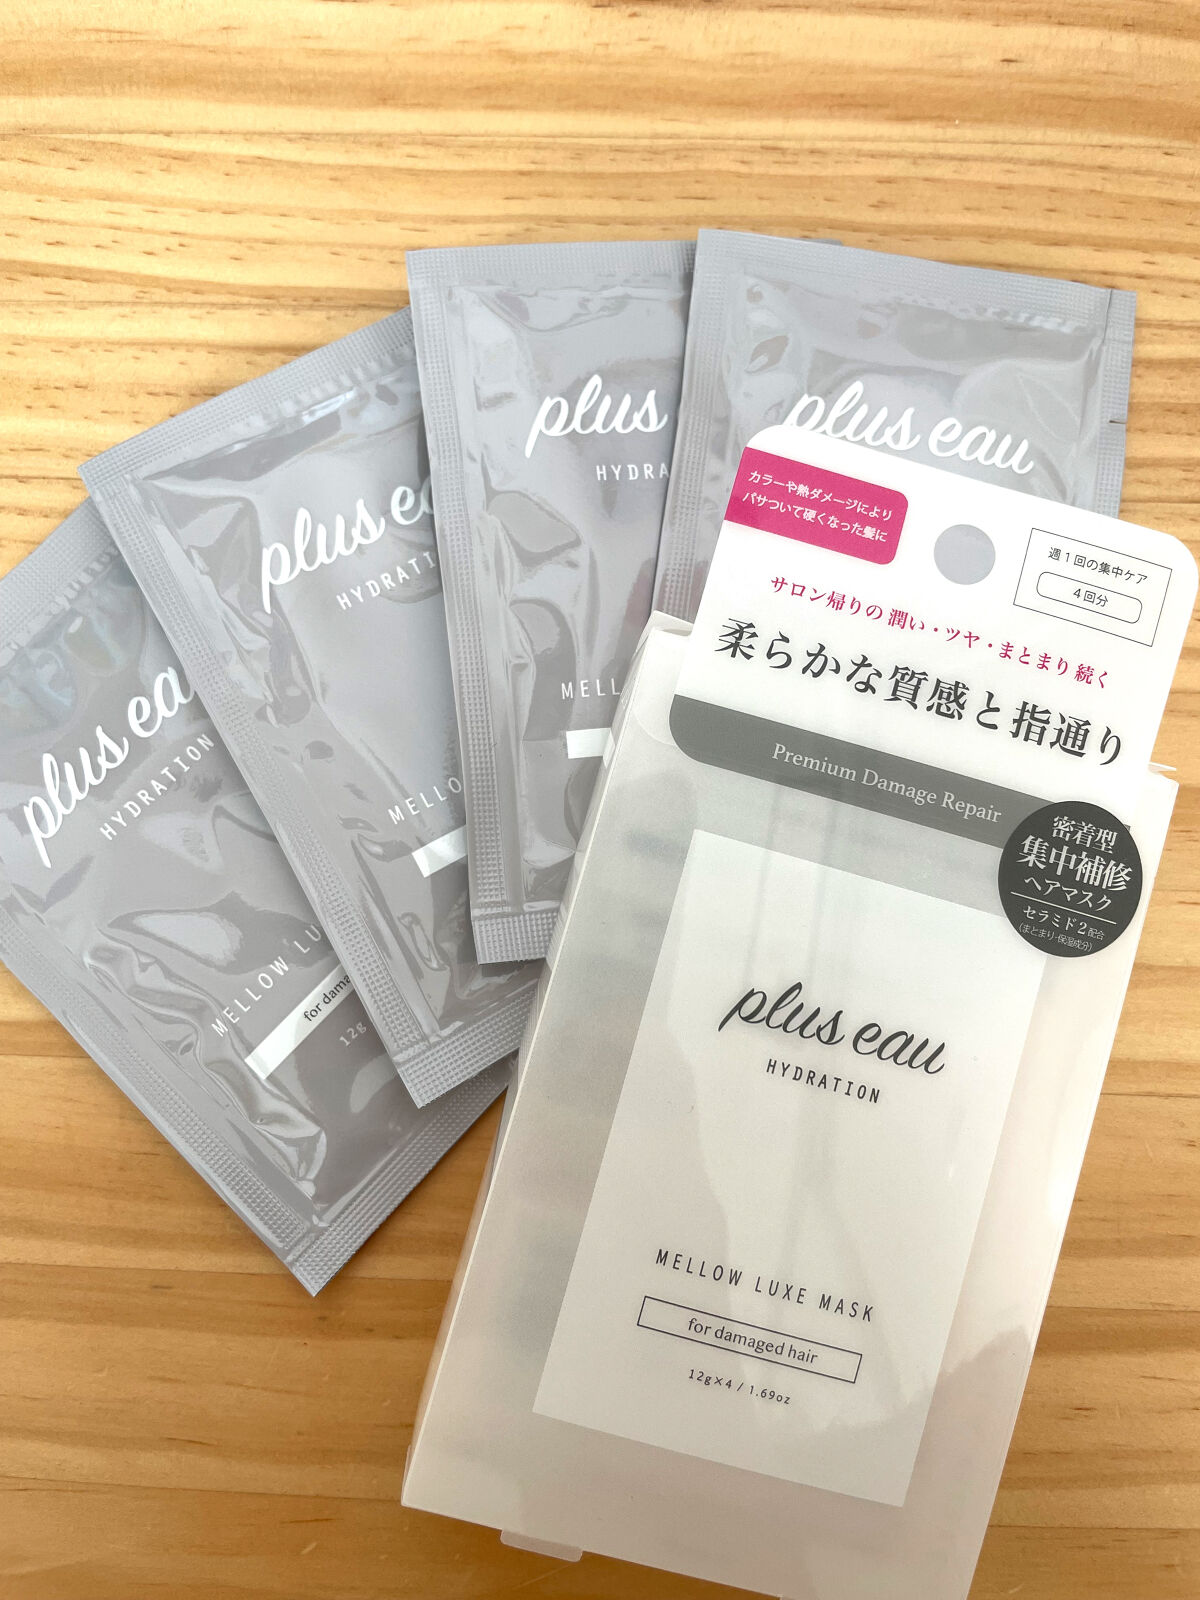 plus eau
HYDRATION
MELLOW LU
for dama
12g
plus e
HYDRATI
MELLO
plus
HYDRA
MELL
plus eau
カラーや熱ダメージにより
パサついて硬くなった髪に
週1回の集中ケア
4回分
サロン帰りの潤い・ツヤ・まとまり続く
柔らかな質感と指通り
Premium Damage Repair
密着型
集中補修
ヘアマスク
セラミド2配合
(まとまり・保湿成分)
plus eau
HYDRATION
MELLOW LUXE MASK
for damaged hair
12g×4 / 1.69oz